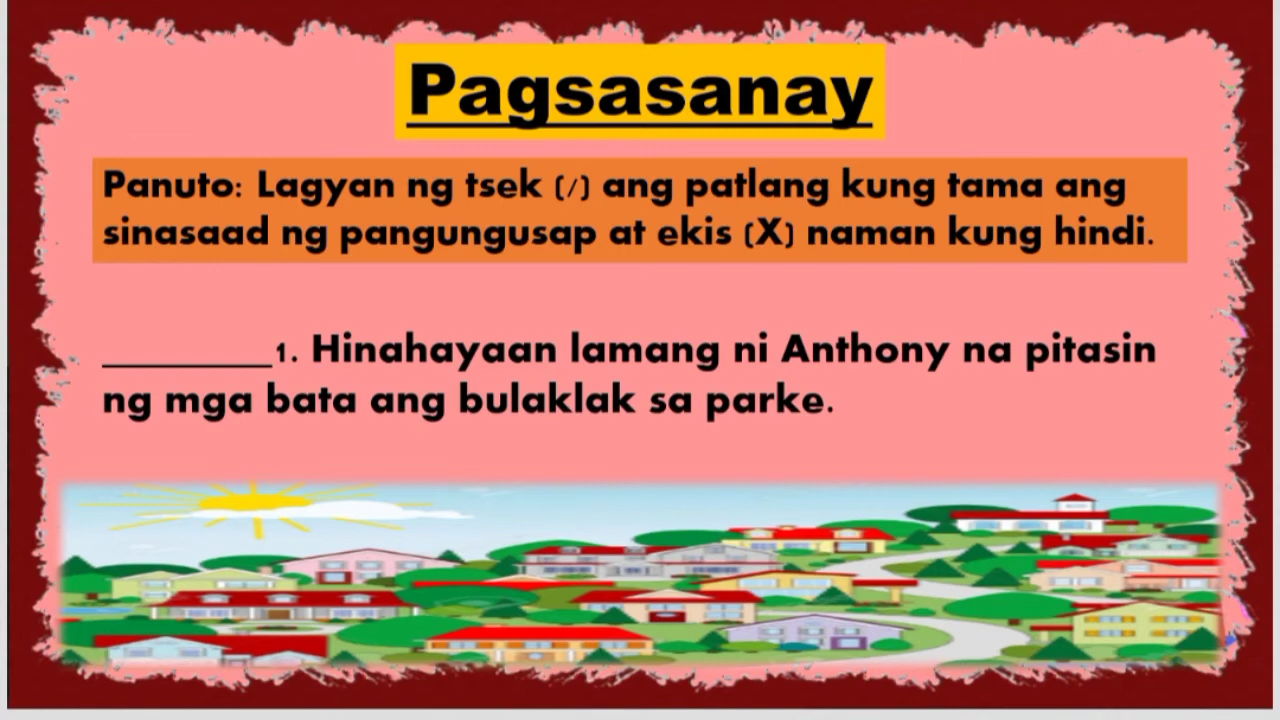 Pagsasanay
Panuto: Lagyan ng tsek (/) ang patlang kung tama ang
sinasaad ng pangungusap at ekis (X) naman kung hindi.
________1. Hinahayaan lamang ni Anthony na pitasin
ng mga bata ang bulaklak sa parke.